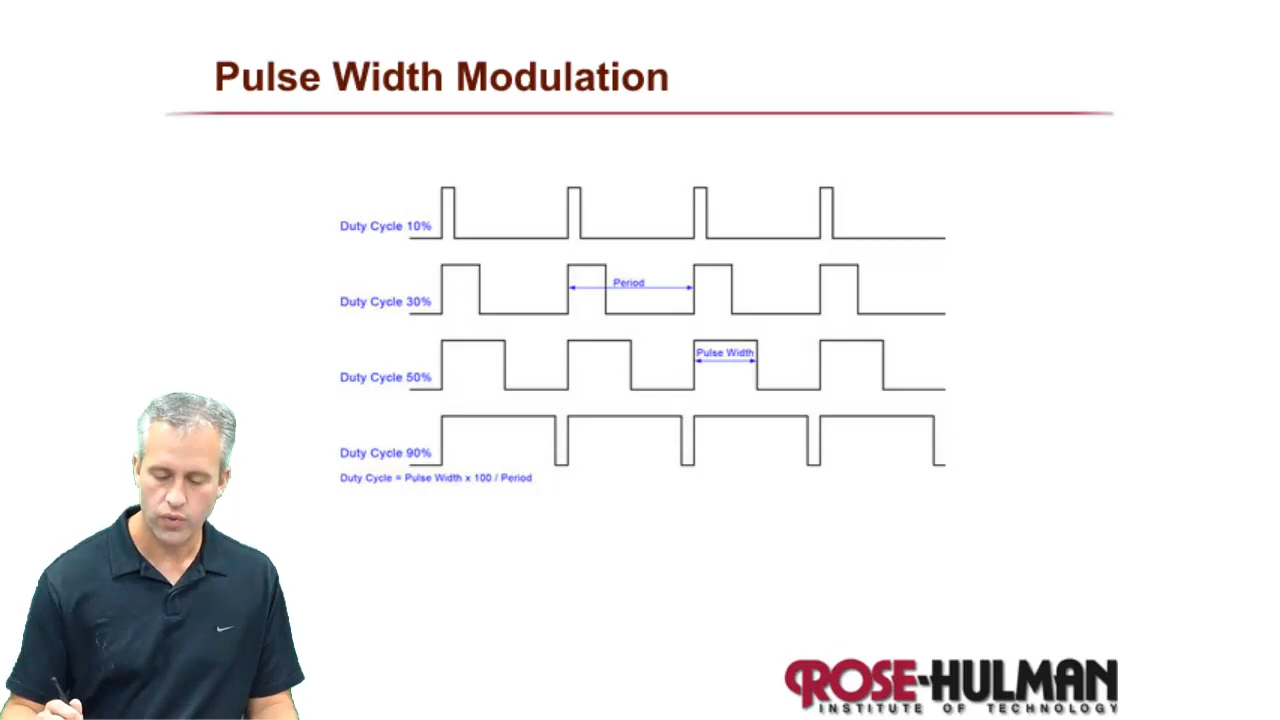 Pulse Width Modulation
Duty Cycle 10%
Period
Duty Cycle 30%
Pulse Width
Duty Cycle 50%
Duty Cycle 90%
Duty Cycle = Pulse Width x 100 / Period
ROSE-HULMAN
INSTITUTE OF TECHNOLOGY